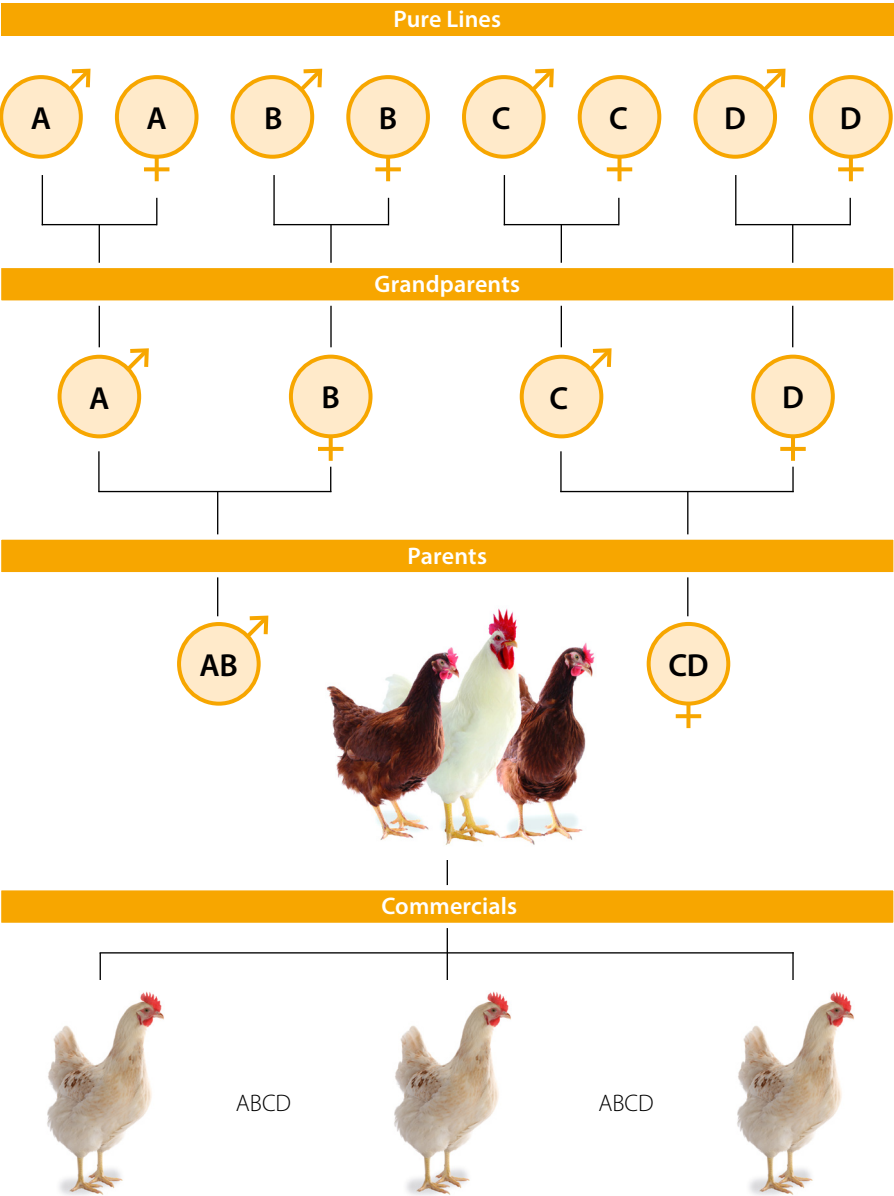 Pure Lines
A A B B C C D D
Grandparents
A B C D
Parents
AB CD
Commercials
ABCD ABCD